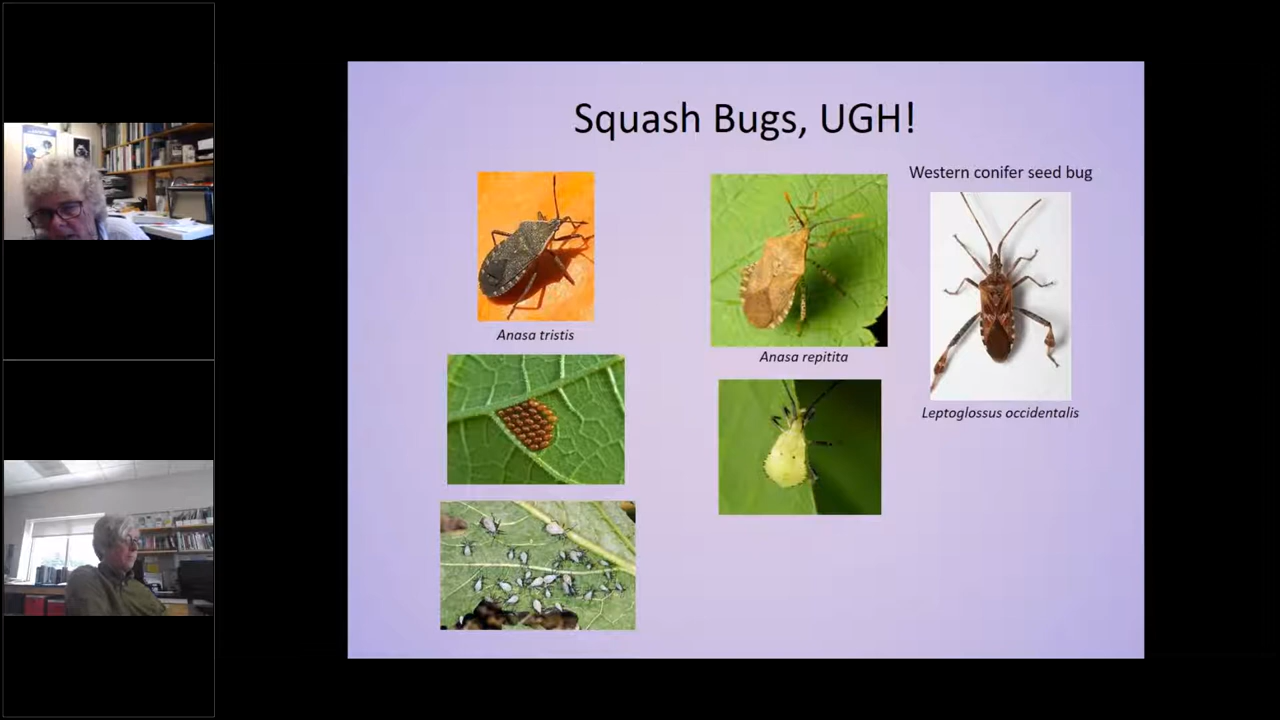 Squash Bugs, UGH!
Western conifer seed bug
Anasa tristis
Anasa repitita
Leptoglossus occidentalis